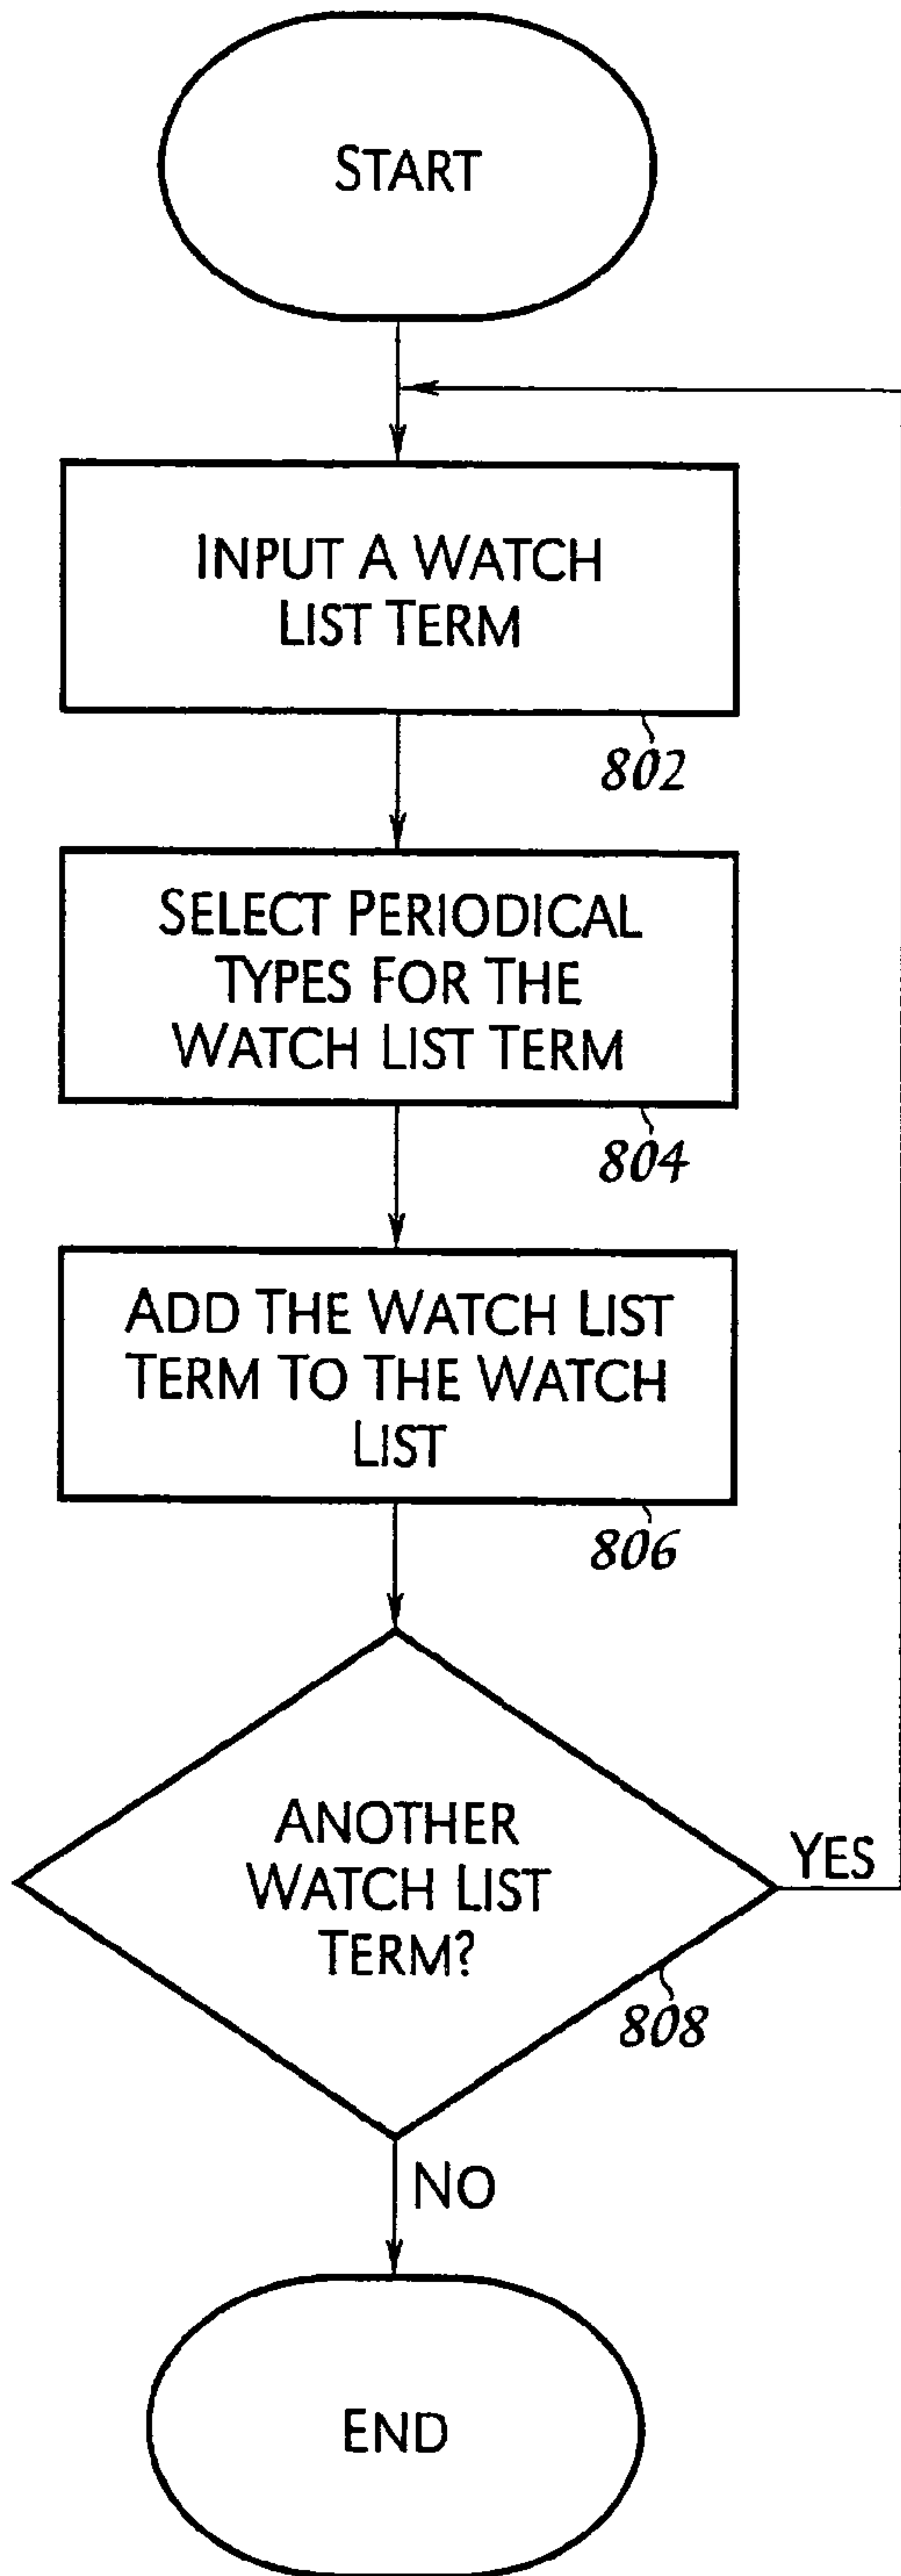 START
INPUT A WATCH
LIST TERM
802
SELECT PERIODICAL
TYPES FOR THE
WATCH LIST TERM
804
ADD THE WATCH LIST
TERM TO THE WATCH
LIST
806
ANOTHER
WATCH LIST
TERM?
YES
808
NO
END